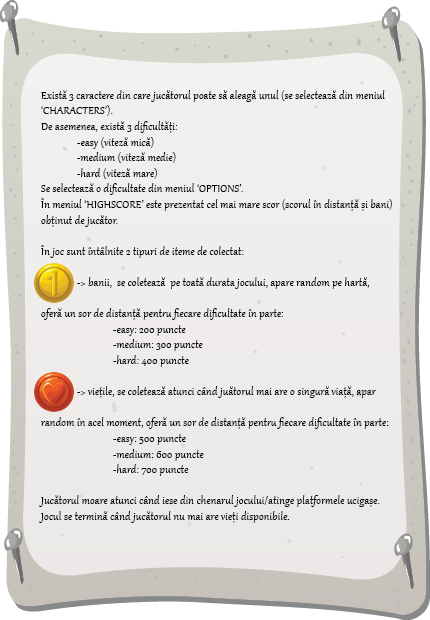 Există 3 caractere din care jucătorul poate să aleagă unul (se selectează din meniul
‘CHARACTERS’).
De asemenea, există 3 dificultăți:
-easy (viteză mică)
-medium (viteză medie)
-hard (viteză mare)
Se selectează o dificultate din meniul ‘OPTIONS’.
În meniul ‘HIGHSCORE’ este prezentat cel mai mare scor (scorul în distanță și bani)
obținut de jucător.
În joc sunt întâlnite 2 tipuri de iteme de colectat:
1 -> banii, se coletează pe toată durata jocului, apare random pe hartă,
oferă un sor de distanță pentru fiecare dificultate în parte:
-easy: 200 puncte
-medium: 300 puncte
-hard: 400 puncte
-> viețile, se coletează atunci când juătorul mai are o singură viață, apar
random în acel moment, oferă un sor de distanță pentru fiecare dificultate în parte:
-easy: 500 puncte
-medium: 600 puncte
-hard: 700 puncte
Jucătorul moare atunci când iese din chenarul jocului/atinge platformele ucigașe.
Jocul se termină când jucătorul nu mai are vieți disponibile.